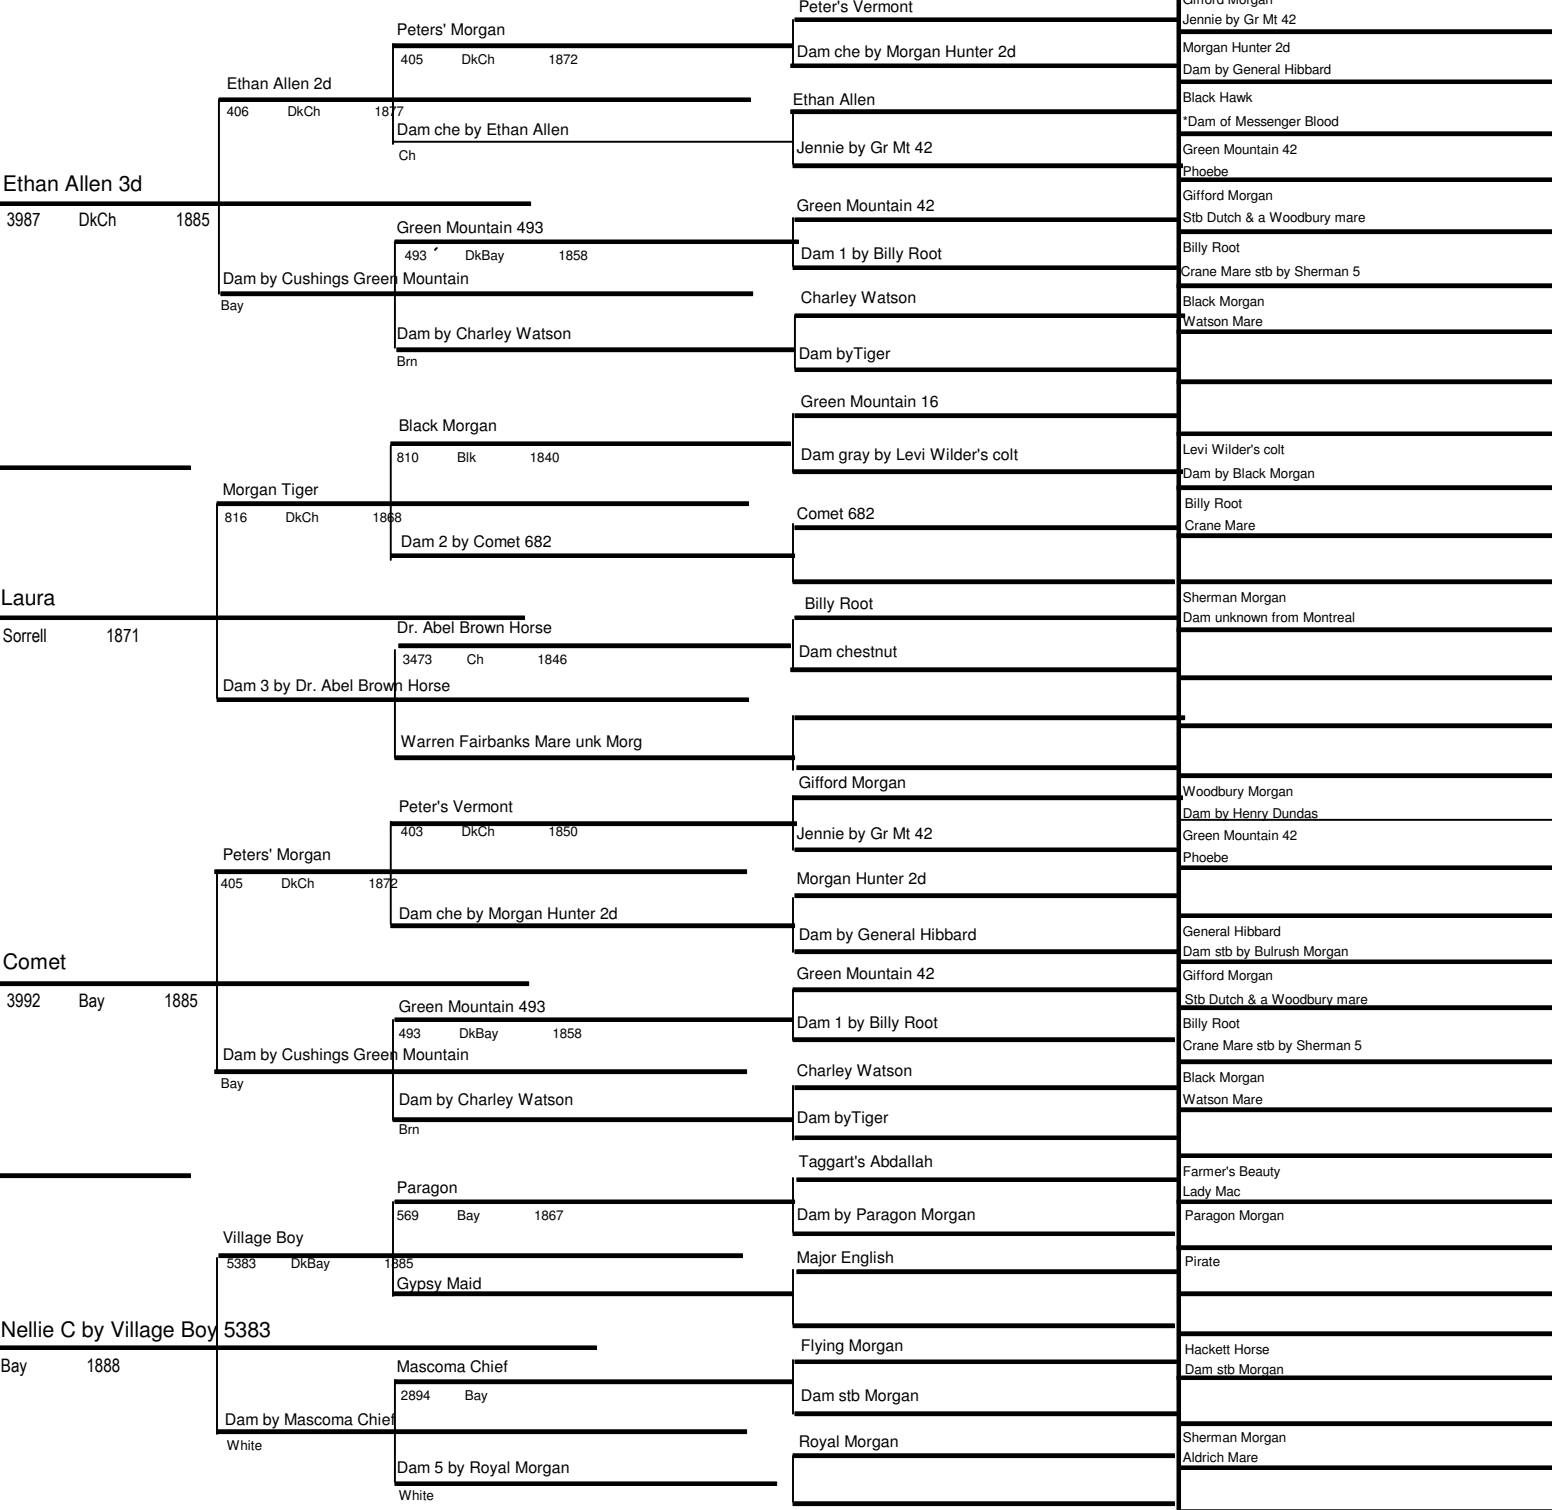 Ethan Allen 3d
3987 DkCh 1885
Laura
Sorrell 1871
Comet
3992 Bay 1885
Nellie C by Village Boy 5383
Bay 1888
Ethan Allen 2d
406 DkCh 1877
Dam by Cushings Green Mountain
Bay
Morgan Tiger
816 DkCh 1868
Dam 3 by Dr. Abel Brown Horse
Peters' Morgan
405 DkCh 1872
Dam by Cushings Green Mountain
Bay
Village Boy
5383 DkBay 1885
Dam by Mascoma Chief
White
Peters' Morgan
405 DkCh 1872
Dam che by Ethan Allen
Ch
Green Mountain 493
493 DkBay 1858
Dam by Charley Watson
Brn
Black Morgan
810 Blk 1840
Dam 2 by Comet 682
Dr. Abel Brown Horse
3473 Ch 1846
Warren Fairbanks Mare unk Morg
Peter's Vermont
403 DkCh 1850
Dam che by Morgan Hunter 2d
Green Mountain 493
493 DkBay 1858
Dam by Charley Watson
Brn
Paragon
569 Bay 1867
Gypsy Maid
Mascoma Chief
2894 Bay
Dam 5 by Royal Morgan
White
Peter's Vermont
Dam che by Morgan Hunter 2d
Ethan Allen
Jennie by Gr Mt 42
Green Mountain 42
Dam 1 by Billy Root
Charley Watson
Dam byTiger
Green Mountain 16
Dam gray by Levi Wilder's colt
Comet 682
Billy Root
Dam chestnut
Gifford Morgan
Jennie by Gr Mt 42
Morgan Hunter 2d
Dam by General Hibbard
Green Mountain 42
Dam 1 by Billy Root
Charley Watson
Dam byTiger
Taggart's Abdallah
Dam by Paragon Morgan
Major English
Flying Morgan
Dam stb Morgan
Royal Morgan
Gifford Morgan
Jennie by Gr Mt 42
Morgan Hunter 2d
Dam by General Hibbard
Black Hawk
*Dam of Messenger Blood
Green Mountain 42
Phoebe
Gifford Morgan
Stb Dutch & a Woodbury mare
Billy Root
Crane Mare stb by Sherman 5
Black Morgan
Watson Mare
Levi Wilder's colt
Dam by Black Morgan
Billy Root
Crane Mare
Sherman Morgan
Dam unknown from Montreal
Woodbury Morgan
Dam by Henry Dundas
Green Mountain 42
Phoebe
General Hibbard
Dam stb by Bulrush Morgan
Gifford Morgan
Stb Dutch & a Woodbury mare
Billy Root
Crane Mare stb by Sherman 5
Black Morgan
Watson Mare
Farmer's Beauty
Lady Mac
Paragon Morgan
Pirate
Hackett Horse
Dam stb Morgan
Sherman Morgan
Aldrich Mare